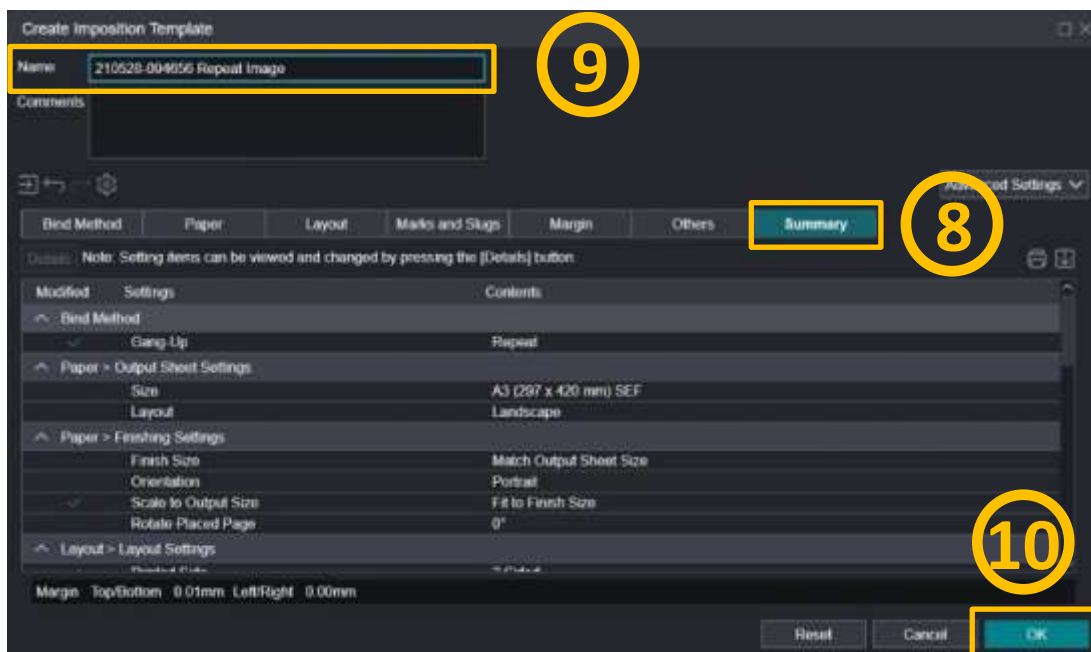 Create Imposition Template
Name 210528-004656 Repeat Image
9
Comments
Advanced Settings
8
Bind Method Paper Layout Marks and Slugs Margin Others Summary
Details Note: Setting items can be viewed and changed by pressing the [Details] button.
Modified Settings Contents
Bind Method
Gang-Up Repeat
Paper > Output Sheet Settings
Size A3 (297 x 420 mm) SEF
Layout Landscape
Paper > Finishing Settings
Finish Size Match Output Sheet Size
Orientation Portrait
Scale to Output Size Fit to Finish Size
Rotate Placed Page 0°
Layout > Layout Settings
Printed Side 2 Sided
Margin Top/Bottom 0.01mm Left/Right 0.00mm
10
Reset Cancel OK